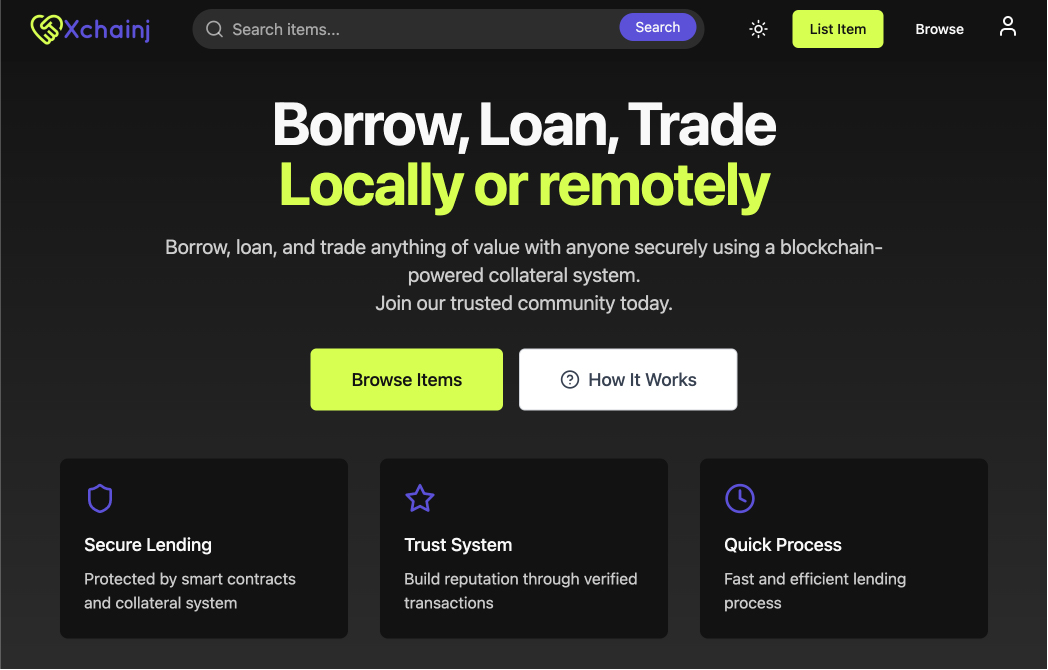 Xchainj
Search items...
Search
List Item
Browse
Borrow, Loan, Trade
Locally or remotely
Borrow, loan, and trade anything of value with anyone securely using a blockchain-
powered collateral system.
Join our trusted community today.
Browse Items
How It Works
Secure Lending
Protected by smart contracts
and collateral system
Trust System
Build reputation through verified
transactions
Quick Process
Fast and efficient lending
process